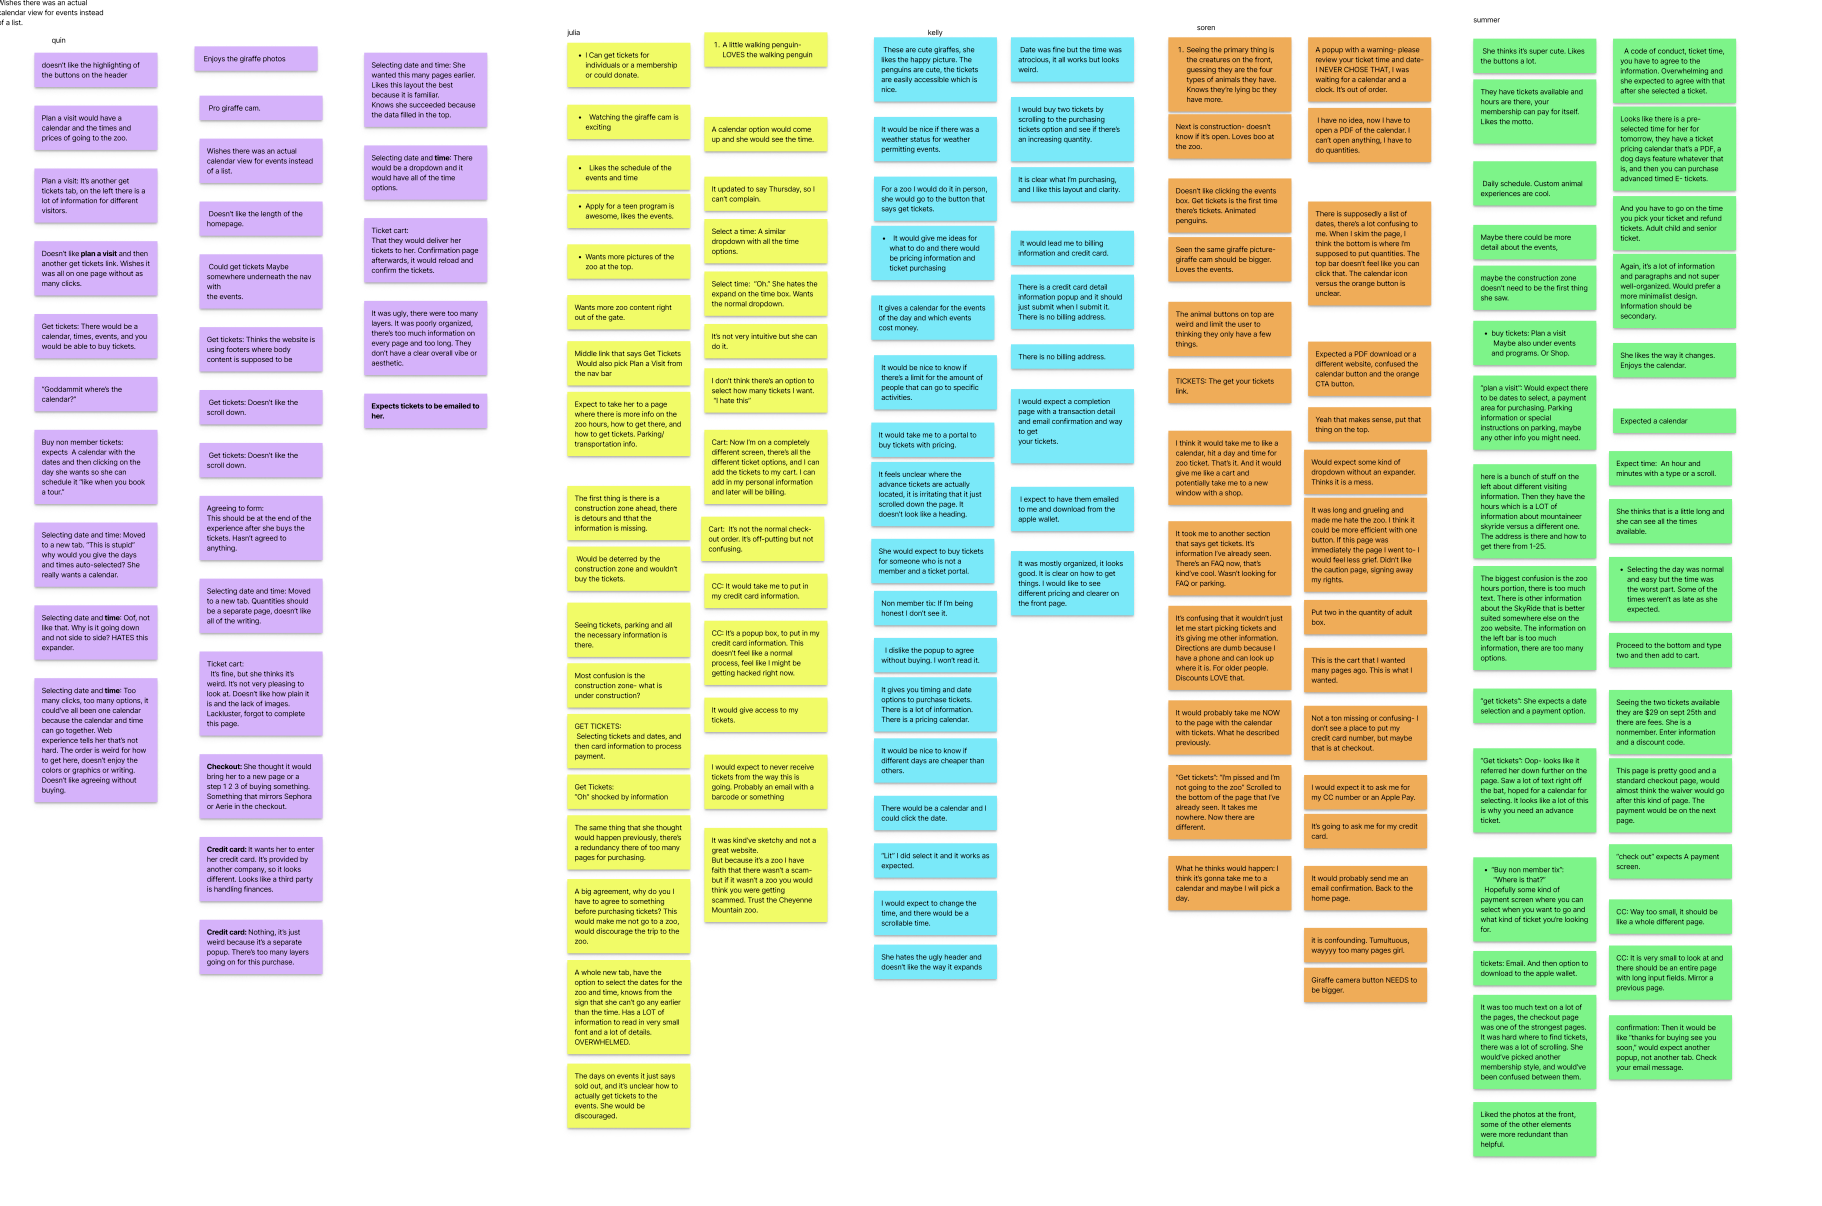 Wishes there was an actual
calendar view for events instead
of a list.
quin
doesn't like the highlighting of
the buttons on the header
Plan a visit would have a
calendar and the times and
prices of going to the zoo.
Plan a visit: It's another get
tickets tab, on the left there is a
lot of information for different
visitors.
Doesn't like plan a visit and then
another get tickets link. Wishes it
was all on one page without as
many clicks.
Get tickets: There would be a
calendar, times, events, and you
would be able to buy tickets.
"Goddammit where's the
calendar?"
Buy non member tickets:
expects A calendar with the
dates and then clicking on the
day she wants so she can
schedule it "like when you book
a tour."
Selecting date and time: Moved
to a new tab. "This is stupid"
why would you give the days
and times auto-selected? She
really wants a calendar.
Selecting date and time: Oof, not
like that. Why is it going down
and not side to side? HATES this
expander.
Selecting date and time: Too
many clicks, too many options, it
could've all been one calendar
because the calendar and time
can go together. Web
experience tells her that's not
hard. The order is weird for how
to get here, doesn't enjoy the
colors or graphics or writing.
Doesn't like agreeing without
buying.
Enjoys the giraffe photos
Pro giraffe cam.
Wishes there was an actual
calendar view for events instead
of a list.
Doesn't like the length of the
homepage.
Could get tickets Maybe
somewhere underneath the nav
with
the events.
Get tickets: Thinks the website is
using footers where body
content is supposed to be
Get tickets: Doesn't like the
scroll down.
Get tickets: Doesn't like the
scroll down.
Agreeing to form:
This should be at the end of the
experience after she buys the
tickets. Hasn't agreed to
anything.
Selecting date and time: Moved
to a new tab. Quantities should
be a separate page, doesn't like
all of the writing.
Ticket cart:
It's fine, but she thinks it's
weird. It's not very pleasing to
look at. Doesn't like how plain it
is and the lack of images.
Lackluster, forgot to complete
this page.
Checkout: She thought it would
bring her to a new page or a
step 1 2 3 of buying something.
Something that mirrors Sephora
or Aerie in the checkout.
Credit card: It wants her to enter
her credit card. It's provided by
another company, so it looks
different. Looks like a third party
is handling finances.
Credit card: Nothing, it's just
weird because it's a separate
popup. There's too many layers
going on for this purchase.
Selecting date and time: She
wanted this many pages earlier.
Likes this layout the best
because it is familiar.
Knows she succeeded because
the data filled in the top.
Selecting date and time: There
would be a dropdown and it
would have all of the time
options.
Ticket cart:
That they would deliver her
tickets to her. Confirmation page
afterwards, it would reload and
confirm the tickets.
It was ugly, there were too many
layers. It was poorly organized,
there's too much information on
every page and too long. They
don't have a clear overall vibe or
aesthetic.
Expects tickets to be emailed to
her.
julia
• I Can get tickets for
individuals or a membership
or could donate.
• Watching the giraffe cam is
exciting
• Likes the schedule of the
events and time
• Apply for a teen program is
awesome, likes the events.
• Wants more pictures of the
zoo at the top.
Wants more zoo content right
out of the gate.
Middle link that says Get Tickets
Would also pick Plan a Visit from
the nav bar
Expect to take her to a page
where there is more info on the
zoo hours, how to get there, and
how to get tickets. Parking/
transportation info.
The first thing is there is a
construction zone ahead, there
is detours and tthat the
information is missing.
Would be deterred by the
construction zone and wouldn't
buy the tickets.
Seeing tickets, parking and all
the necessary information is
there.
Most confusion is the
construction zone- what is
under construction?
GET TICKETS:
Selecting tickets and dates, and
then card information to process
payment.
Get Tickets:
"Oh" shocked by information
The same thing that she thought
would happen previously, there's
a redundancy there of too many
pages for purchasing.
A big agreement, why do you I
have to agree to something
before purchasing tickets? This
would make me not go to a zoo,
would discourage the trip to the
zoo.
A whole new tab, have the
option to select the dates for the
zoo and time, knows from the
sign that she can't go any earlier
than the time. Has a LOT of
information to read in very small
font and a lot of details.
OVERWHELMED.
The days on events it just says
sold out, and it's unclear how to
actually get tickets to the
events. She would be
discouraged.
1. A little walking penguin-
LOVES the walking penguin
A calendar option would come
up and she would see the time.
It updated to say Thursday, so I
can't complain.
Select a time: A similar
dropdown with all the time
options.
Select time: "Oh." She hates the
expand on the time box. Wants
the normal dropdown.
It's not very intuitive but she can
do it.
I don't think there's an option to
select how many tickets I want.
"I hate this"
Cart: Now I'm on a completely
different screen, there's all the
different ticket options, and I can
add the tickets to my cart. I can
add in my personal information
and later will be billing.
Cart: It's not the normal check-
out order. It's off-putting but not
confusing.
CC: It would take me to put in
my credit card information.
CC: It's a popup box, to put in my
credit card information. This
doesn't feel like a normal
process, feel like I might be
getting hacked right now.
It would give access to my
tickets.
I would expect to never receive
tickets from the way this is
going. Probably an email with a
barcode or something
It was kind've sketchy and not a
great website.
But because it's a zoo I have
faith that there wasn't a scam-
but if it wasn't a zoo you would
think you were getting
scammed. Trust the Cheyenne
Mountain zoo.
kelly
These are cute giraffes, she
likes the happy picture. The
penguins are cute, the tickets
are easily accessible which is
nice.
It would be nice if there was a
weather status for weather
permitting events.
For a zoo I would do it in person,
she would go to the button that
says get tickets.
• It would give me ideas for
what to do and there would
be pricing information and
ticket purchasing
It gives a calendar for the events
of the day and which events
cost money.
It would be nice to know if
there's a limit for the amount of
people that can go to specific
activities.
It would take me to a portal to
buy tickets with pricing.
It feels unclear where the
advance tickets are actually
located, it is irritating that it just
scrolled down the page. It
doesn't look like a heading.
She would expect to buy tickets
for someone who is not a
member and a ticket portal.
Non member tix: If I'm being
honest I don't see it.
I dislike the popup to agree
without buying. I won't read it.
It gives you timing and date
options to purchase tickets.
There is a lot of information.
There is a pricing calendar.
It would be nice to know if
different days are cheaper than
others.
There would be a calendar and I
could click the date.
"Lit" I did select it and it works as
expected.
I would expect to change the
time, and there would be a
scrollable time.
She hates the ugly header and
doesn't like the way it expands
Date was fine but the time was
atrocious, it all works but looks
weird.
I would buy two tickets by
scrolling to the purchasing
tickets option and see if there's
an increasing quantity.
It is clear what I'm purchasing,
and I like this layout and clarity.
It would lead me to billing
information and credit card.
There is a credit card detail
information popup and it should
just submit when I submit it.
There is no billing address.
There is no billing address.
I would expect a completion
page with a transaction detail
and email confirmation and way
to get
your tickets.
I expect to have them emailed
to me and download from the
apple wallet.
It was mostly organized, it looks
good. It is clear on how to get
things. I would like to see
different pricing and clearer on
the front page.
soren
1. Seeing the primary thing is
the creatures on the front,
guessing they are the four
types of animals they have.
Knows they're lying bc they
have more.
Next is construction- doesn't
know if it's open. Loves boo at
the zoo.
Doesn't like clicking the events
box. Get tickets is the first time
there's tickets. Animated
penguins.
Seen the same giraffe picture-
giraffe cam should be bigger.
Loves the events.
The animal buttons on top are
weird and limit the user to
thinking they only have a few
things.
TICKETS: The get your tickets
link.
I think it would take me to like a
calendar, hit a day and time for
zoo ticket. That's it. And it would
give me like a cart and
potentially take me to a new
window with a shop.
It took me to another section
that says get tickets. It's
information I've already seen.
There's an FAQ now, that's
kind've cool. Wasn't looking for
FAQ or parking.
It's confusing that it wouldn't just
let me start picking tickets and
it's giving me other information.
Directions are dumb because I
have a phone and can look up
where it is. For older people.
Discounts LOVE that.
It would probably take me NOW
to the page with the calendar
with tickets. What he described
previously.
"Get tickets": "I'm pissed and I'm
not going to the zoo" Scrolled to
the bottom of the page that I've
already seen. It takes me
nowhere. Now there are
different.
What he thinks would happen: I
think it's gonna take me to a
calendar and maybe I will pick a
day.
A popup with a warning- please
review your ticket time and date-
I NEVER CHOSE THAT, I was
waiting for a calendar and a
clock. It's out of order.
I have no idea, now I have to
open a PDF of the calendar. I
can't open anything, I have to
do quantities.
There is supposedly a list of
dates, there's a lot confusing to
me. When I skim the page, I
think the bottom is where I'm
supposed to put quantities. The
top bar doesn't feel like you can
click that. The calendar icon
versus the orange button is
unclear.
Expected a PDF download or a
different website, confused the
calendar button and the orange
CTA button.
Yeah that makes sense, put that
thing on the top.
Would expect some kind of
dropdown without an expander.
Thinks it is a mess.
It was long and grueling and
made me hate the zoo. I think it
could be more efficient with one
button. If this page was
immediately the page I went to- I
would feel less grief. Didn't like
the caution page, signing away
my rights.
Put two in the quantity of adult
box.
This is the cart that I wanted
many pages ago. This is what I
wanted.
Not a ton missing or confusing- I
don't see a place to put my
credit card number, but maybe
that is at checkout.
I would expect it to ask me for
my CC number or an Apple Pay.
It's going to ask me for my credit
card.
It would probably send me an
email confirmation. Back to the
home page.
it is confounding. Tumultuous,
wayyyy too many pages girl.
Giraffe camera button NEEDS to
be bigger.
summer
She thinks it's super cute. Likes
the buttons a lot.
They have tickets available and
hours are there, your
membership can pay for itself.
Likes the motto.
Daily schedule. Custom animal
experiences are cool.
Maybe there could be more
detail about the events,
maybe the construction zone
doesn't need to be the first thing
she saw.
• buy tickets: Plan a visit
Maybe also under events
and programs. Or Shop.
"plan a visit": Would expect there
to be dates to select, a payment
area for purchasing. Parking
information or special
instructions on parking, maybe
any other info you might need.
here is a bunch of stuff on the
left about different visiting
information. Then they have the
hours which is a LOT of
information about mountaineer
skyride versus a different one.
The address is there and how to
get there from 1-25.
The biggest confusion is the zoo
hours portion, there is too much
text. There is other information
about the SkyRide that is better
suited somewhere else on the
zoo website. The information on
the left bar is too much
information, there are too many
options.
"get tickets": She expects a date
selection and a payment option.
"Get tickets": Oop- looks like it
referred her down further on the
page. Saw a lot of text right off
the bat, hoped for a calendar for
selecting. It looks like a lot of this
is why you need an advance
ticket.
• "Buy non member tix":
"Where is that?"
Hopefully some kind of
payment screen where you can
select when you want to go and
what kind of ticket you're looking
for.
tickets: Email. And then option to
download to the apple wallet.
It was too much text on a lot of
the pages, the checkout page
was one of the strongest pages.
It was hard where to find tickets,
there was a lot of scrolling. She
would've picked another
membership style, and would've
been confused between them.
Liked the photos at the front,
some of the other elements
were more redundant than
helpful.
A code of conduct, ticket time,
you have to agree to the
information. Overwhelming and
she expected to agree with that
after she selected a ticket.
Looks like there is a pre-
selected time for her for
tomorrow, they have a ticket
pricing calendar that's a PDF, a
dog days feature whatever that
is, and then you can purchase
advanced timed E- tickets.
And you have to go on the time
you pick your ticket and refund
tickets. Adult child and senior
ticket.
Again, it's a lot of information
and paragraphs and not super
well-organized. Would prefer a
more minimalist design.
Information should be
secondary.
She likes the way it changes.
Enjoys the calendar.
Expected a calendar
Expect time: An hour and
minutes with a type or a scroll.
She thinks that is a little long and
she can see all the times
available.
• Selecting the day was normal
and easy but the time was
the worst part. Some of the
times weren't as late as she
expected.
Proceed to the bottom and type
two and then add to cart.
Seeing the two tickets available
they are $29 on sept 25th and
there are fees. She is a
nonmember. Enter information
and a discount code.
This page is pretty good and a
standard checkout page, would
almost think the waiver would
go after this kind of page. The
payment would be on the next
page.
"check out" expects A payment
screen.
CC: Way too small, it should be
like a whole different page.
CC: It is very small to look at and
there should be an entire page
with long input fields. Mirror a
previous page.
confirmation: Then it would be
like "thanks for buying see you
soon," would expect another
popup, not another tab. Check
your email message.